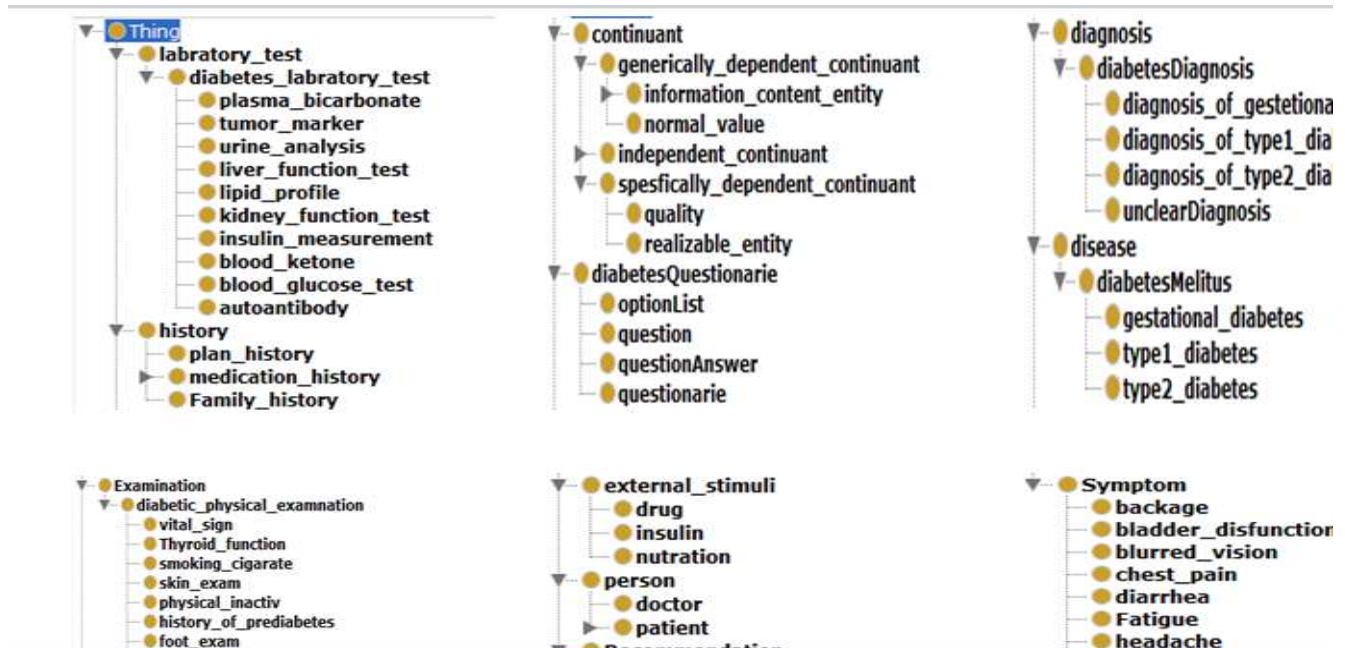 Thing
labratory_test
diabetes_labratory_test
plasma_bicarbonate
tumor_marker
urine_analysis
liver_function_test
lipid_profile
kidney_function_test
insulin_measurement
blood_ketone
blood_glucose_test
autoantibody
history
plan_history
medication_history
Family_history
continuant
generically_dependent_continuant
information_content_entity
normal_value
independent_continuant
spesfically_dependent_continuant
quality
realizable_entity
diabetesQuestionarie
optionList
question
questionAnswer
questionarie
diagnosis
diabetesDiagnosis
diagnosis_of_gestetiona
diagnosis_of_type1_dia
diagnosis_of_type2_dia
unclearDiagnosis
disease
diabetesMelitus
gestational_diabetes
type1_diabetes
type2_diabetes
Examination
diabetic_physical_examnation
vital_sign
Thyroid_function
smoking_cigarate
skin_exam
physical_inactiv
history_of_prediabetes
foot_exam
external_stimuli
drug
insulin
nutration
person
doctor
patient
Recommendation
Symptom
backage
bladder_disfunction
blurred_vision
chest_pain
diarrhea
Fatigue
headache